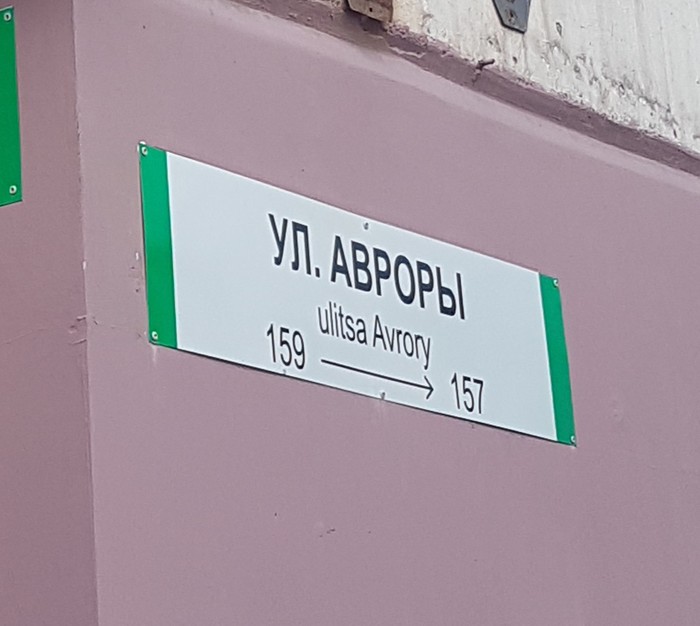 УЛ. АВРОРЫ
ulitsa Avrory
159 → 157